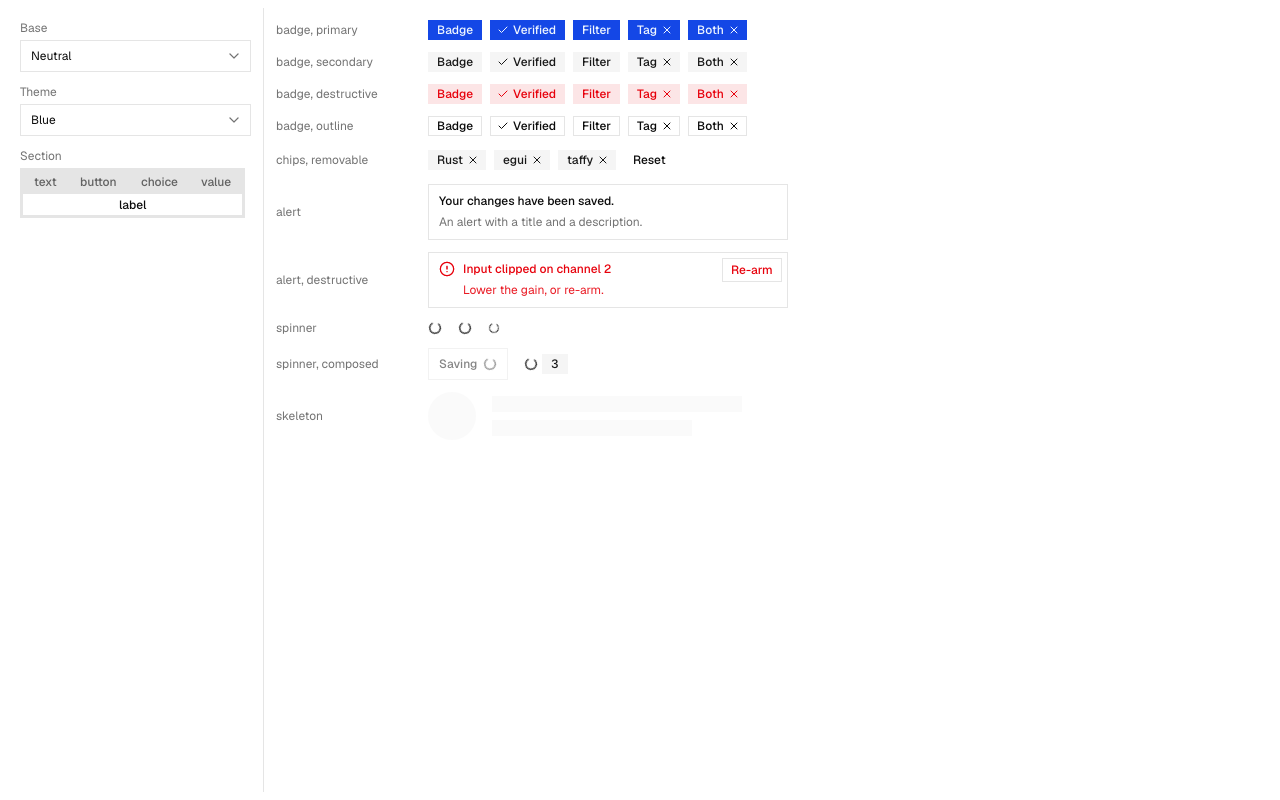 Base
Neutral
Theme
Blue
Section
text button choice value
label
badge, primary Badge Verified Filter Tag Both
badge, secondary Badge Verified Filter Tag Both
badge, destructive Badge Verified Filter Tag Both
badge, outline Badge Verified Filter Tag Both
chips, removable Rust egui taffy Reset
alert
Your changes have been saved.
An alert with a title and a description.
alert, destructive
Input clipped on channel 2 Re-arm
Lower the gain, or re-arm.
spinner
spinner, composed Saving 3
skeleton